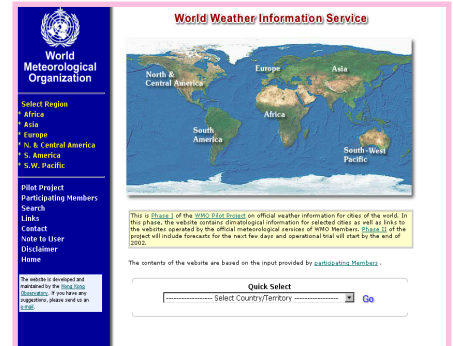 World Weather Information Service
World
Meteorological
Organization
Select Region
* Africa
* Asia
* Europe
* N. & Central America
* S. America
* S.W. Pacific
Pilot Project
Participating Members
Search
Links
Contact
Note to User
Disclaimer
Home
The website is developed and
maintained by the Hong Kong
Observatory. If you have any
suggestions, please send us an
e-mail.
North &
Central America
Europe
Asia
Africa
South
America
South-West
Pacific
This is Phase I of the WMO Pilot Project on official weather information for cities of the world. In
this phase, the website contains climatological information for selected cities as well as links to
the websites operated by the official meteorological services of WMO Members. Phase II of the
project will include forecasts for the next few days and operational trial will start by the end of
2002.
The contents of the website are based on the input provided by participating Members .
Quick Select
----------------- Select Country/Territory -----------------
Go